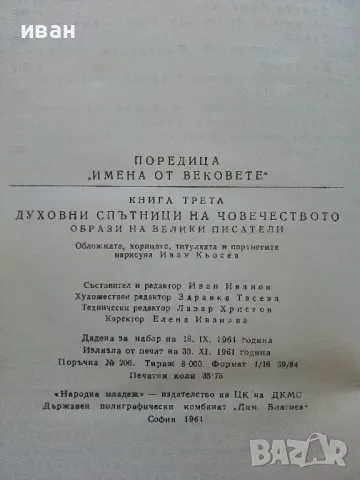 иван
ПОРЕДИЦА
„ИМЕНА ОТ ВЕКОВЕТЕ“
КНИГА ТРЕТА
ДУХОВНИ СПЪТНИЦИ НА ЧОВЕЧЕСТВОТО
ОБРАЗИ НА ВЕЛИКИ ПИСАТЕЛИ
Обложката, корицата, титулката и портретите
нарисува Иван Кьосев
Съставител и редактор Иван Иванов
Художествен редактор Здравка Тасева
Технически редактор Лазар Христов
Коректор Елена Иванова
Дадена за набор на 18. IX. 1961 година
Излязла от печат на 30. XI. 1961 година
Поръчка № 206. Тираж 8 000. Формат 1/16 59/84
Печатни коли 35·75
«Народна младеж» — издателство на ЦК на ДКМС
Държавен полиграфически комбинат „Дим. Благоев“
София 1961
bazar